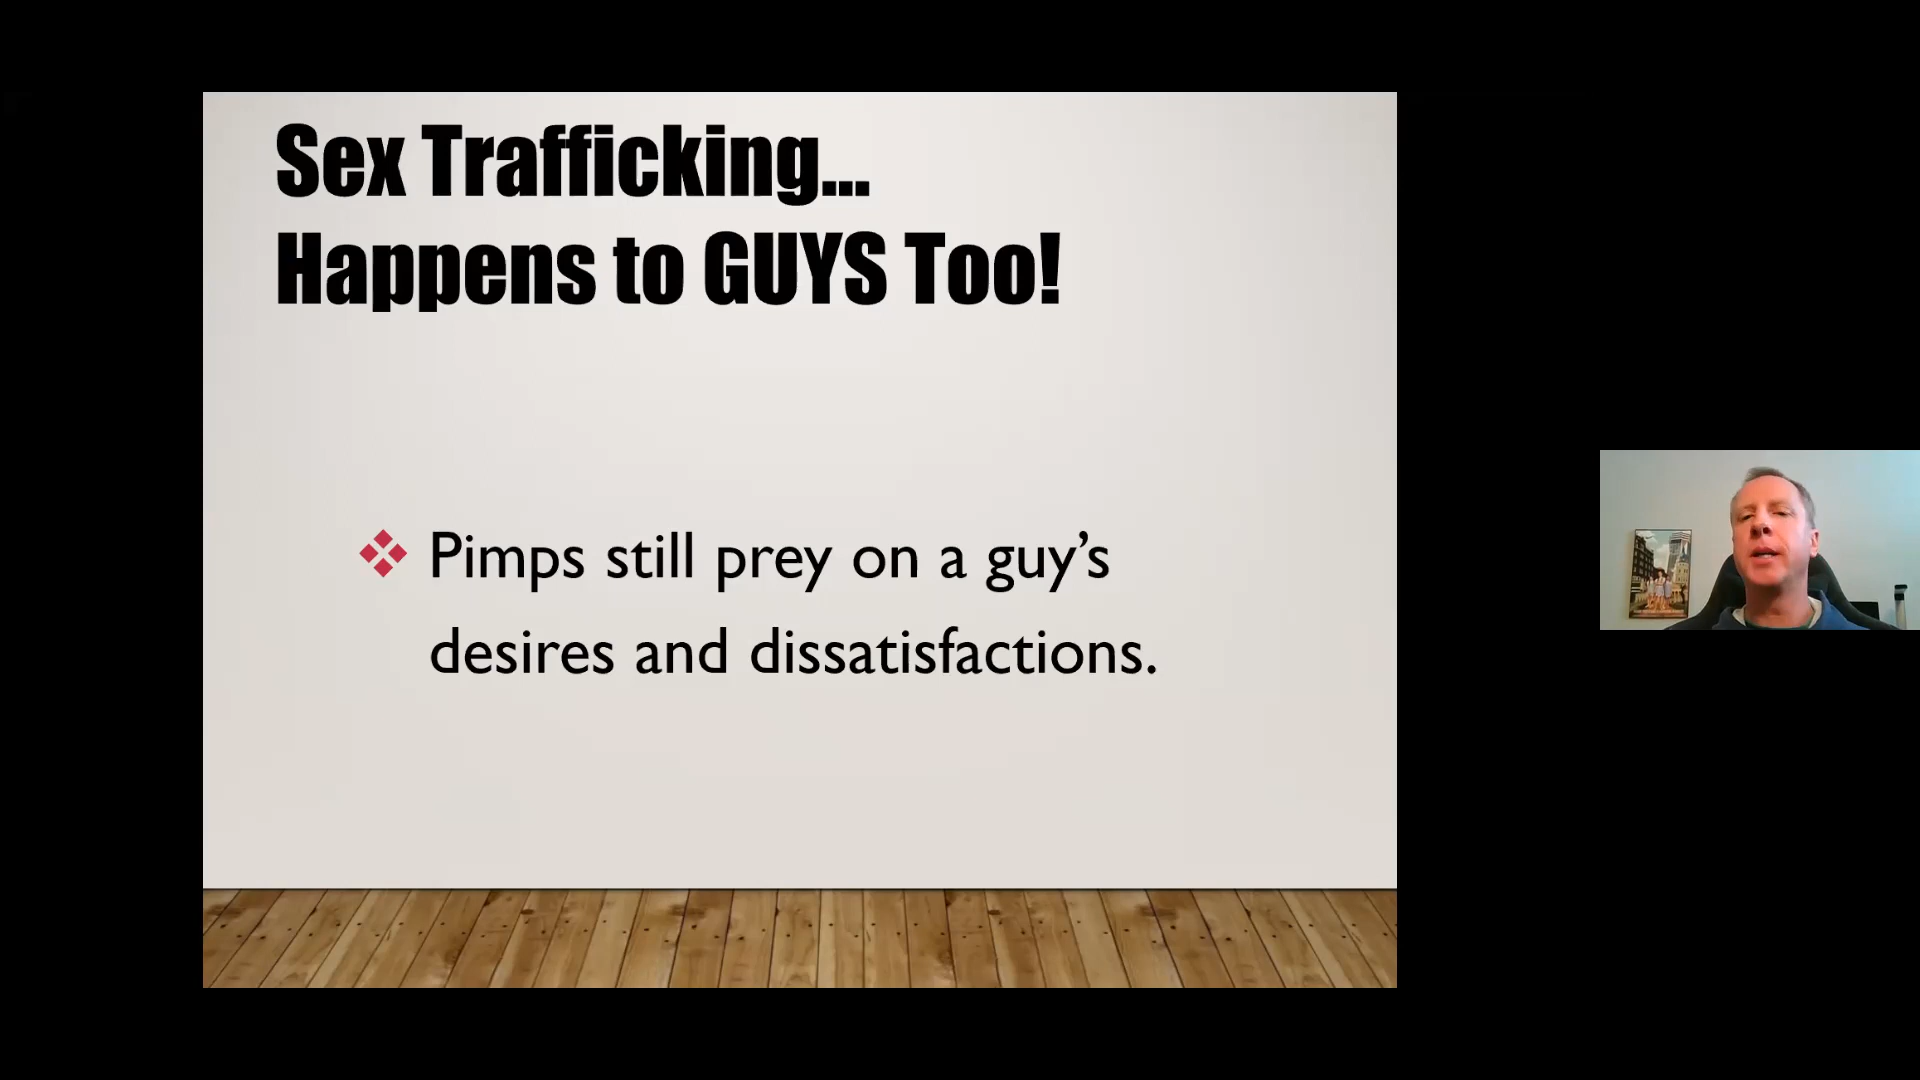 Sex Trafficking...
Happens to GUYS Too!
Pimps still prey on a guy's
desires and dissatisfactions.